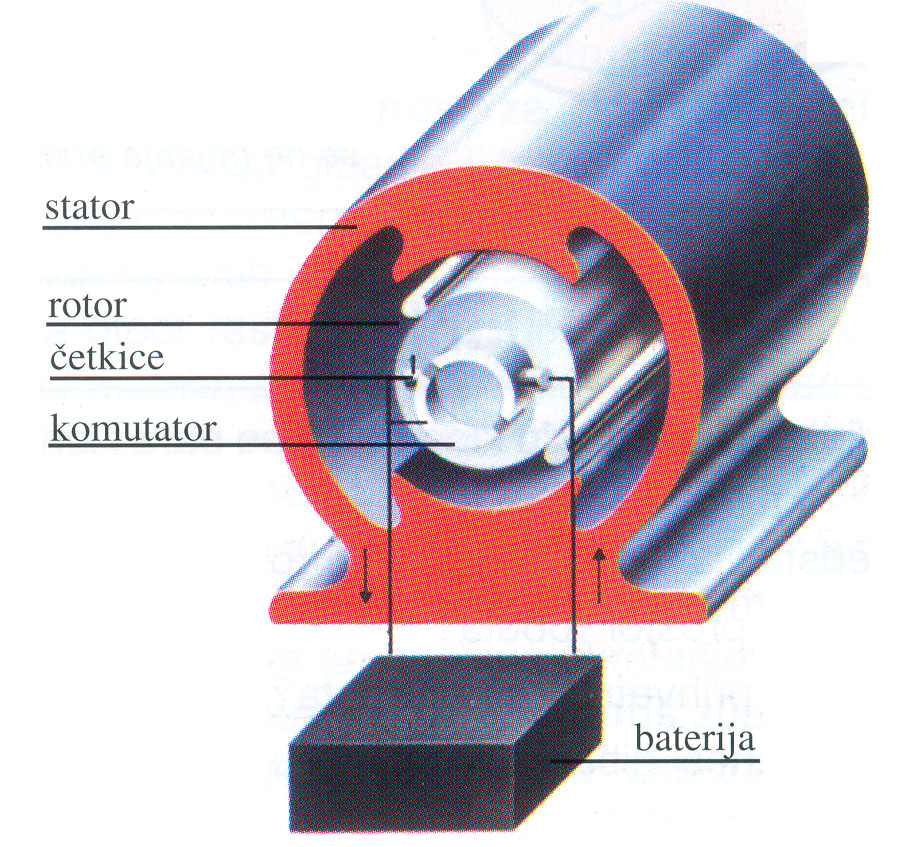 stator
rotor
četkice
komutator
baterija